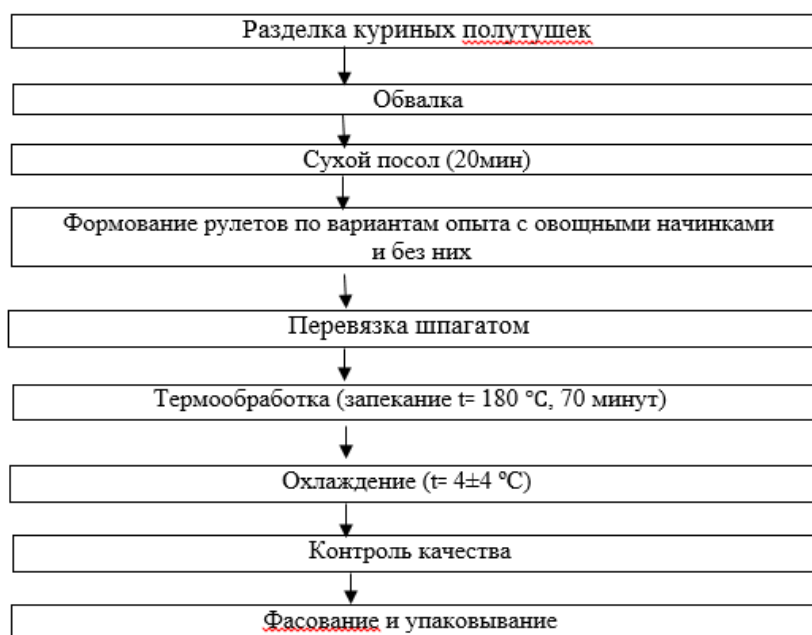 Разделка куриных полутушек
Обвалка
Сухой посол (20мин)
Формование рулетов по вариантам опыта с овощными начинками
и без них
Перевязка шпагатом
Термообработка (запекание t= 180 °С, 70 минут)
Охлаждение (t= 4±4 ºС)
Контроль качества
Фасование и упаковывание